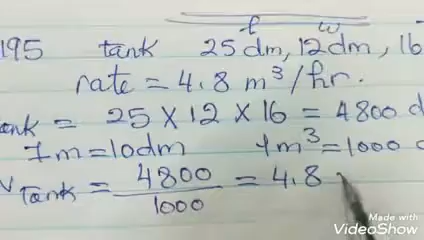 l w
195 tank 25 dm, 12 dm, 16
rate = 4.8 m³/hr.
ank = 25 × 12 × 16 = 4800 d
1m = 10dm 1m³ = 1000 d
V Tank = 4800/1000 = 4.8
Made with
VideoShow